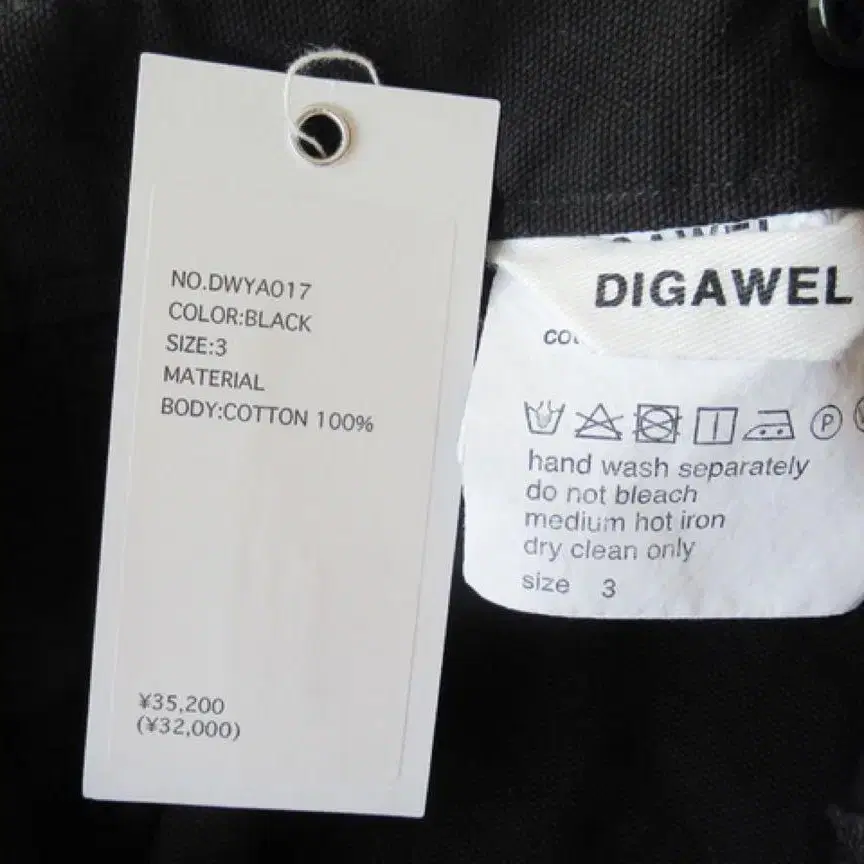 NO.DWYA017
COLOR:BLACK
SIZE:3
MATERIAL
BODY:COTTON 100%
¥35,200
(¥32,000)
DIGAWEL
hand wash separately
do not bleach
medium hot iron
dry clean only
size 3